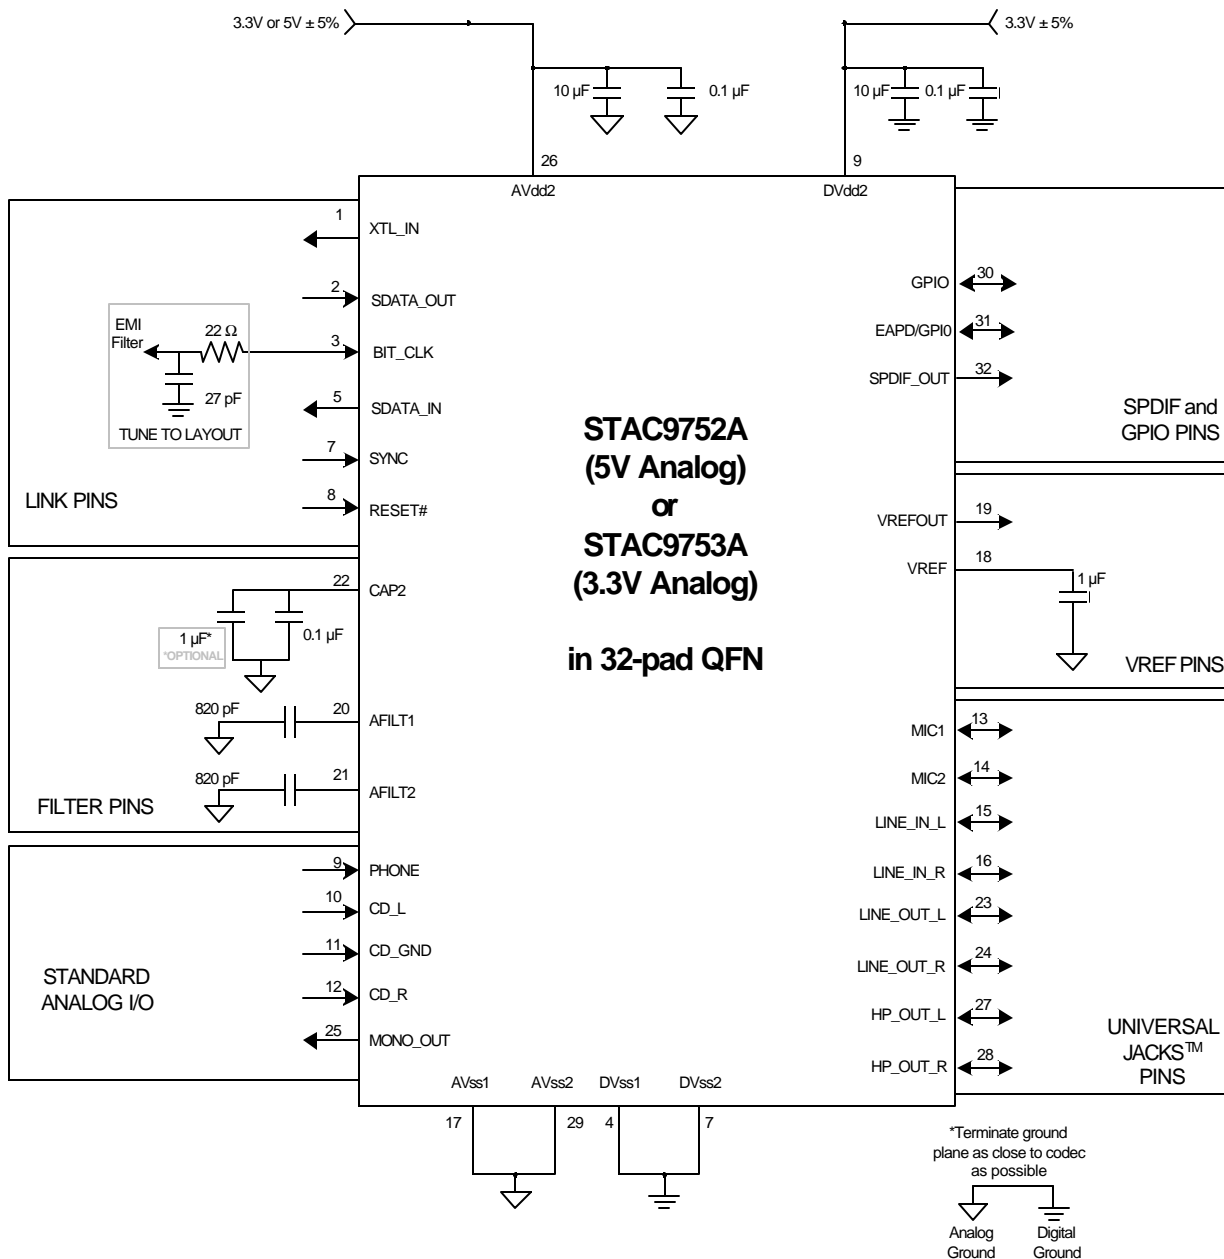 3.3V or 5V ± 5%
3.3V ± 5%
10 µF
0.1 µF
10 µF
0.1 µF
26
9
AVdd2
DVdd2
1
XTL_IN
2
SDATA_OUT
EMI
Filter
22 Ω
3
BIT_CLK
27 pF
TUNE TO LAYOUT
5
SDATA_IN
7
SYNC
8
RESET#
LINK PINS
22
CAP2
1 µF*
*OPTIONAL
0.1 µF
820 pF
20
AFILT1
820 pF
21
AFILT2
FILTER PINS
9
PHONE
10
CD_L
11
CD_GND
12
CD_R
25
MONO_OUT
STANDARD
ANALOG I/O
STAC9752A
(5V Analog)
or
STAC9753A
(3.3V Analog)
in 32-pad QFN
GPIO
30
EAPD/GPI0
31
SPDIF_OUT
32
SPDIF and
GPIO PINS
VREFOUT
19
VREF
18
1 µF
VREF PINS
MIC1
13
MIC2
14
LINE_IN_L
15
LINE_IN_R
16
LINE_OUT_L
23
LINE_OUT_R
24
HP_OUT_L
27
HP_OUT_R
28
UNIVERSAL
JACKS™
PINS
AVss1
AVss2
DVss1
DVss2
17
29
4
7
*Terminate ground
plane as close to codec
as possible
Analog
Ground
Digital
Ground